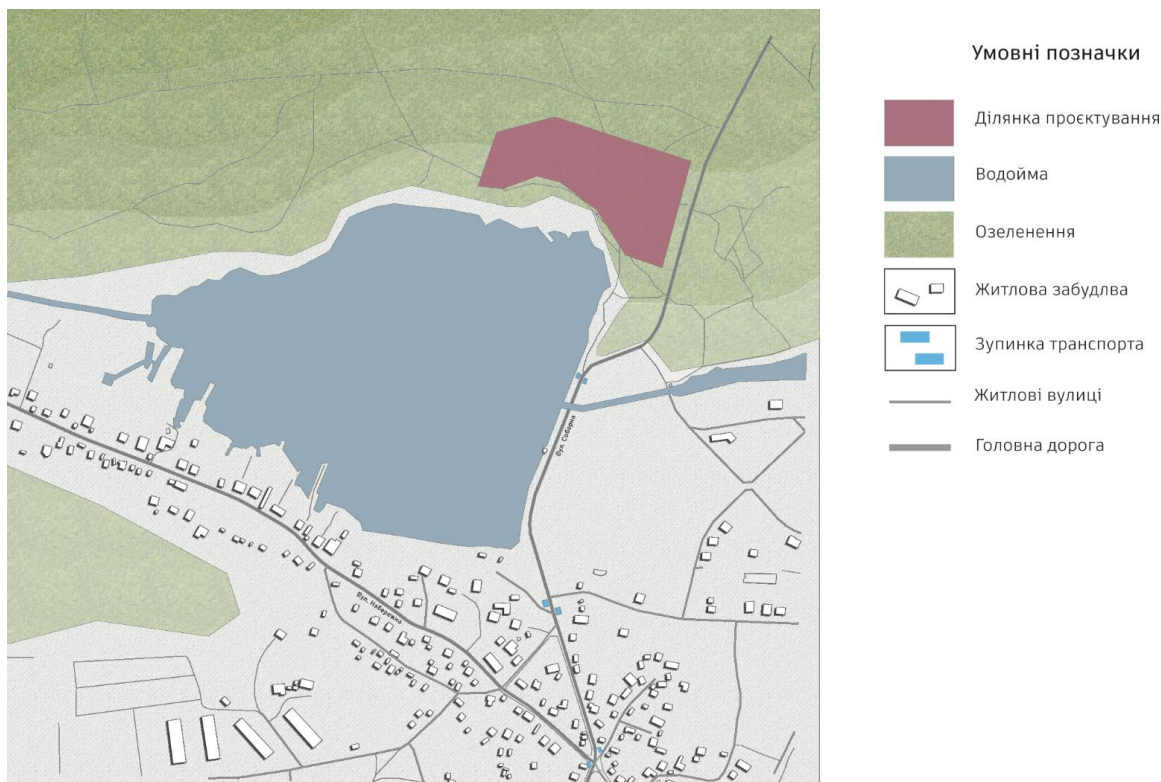 Умовні позначки
Ділянка проєктування
Водойма
Озеленення
Житлова забудлва
Зупинка транспорта
Житлові вулиці
Головна дорога
Вул. Соборна
Вул. Набережна